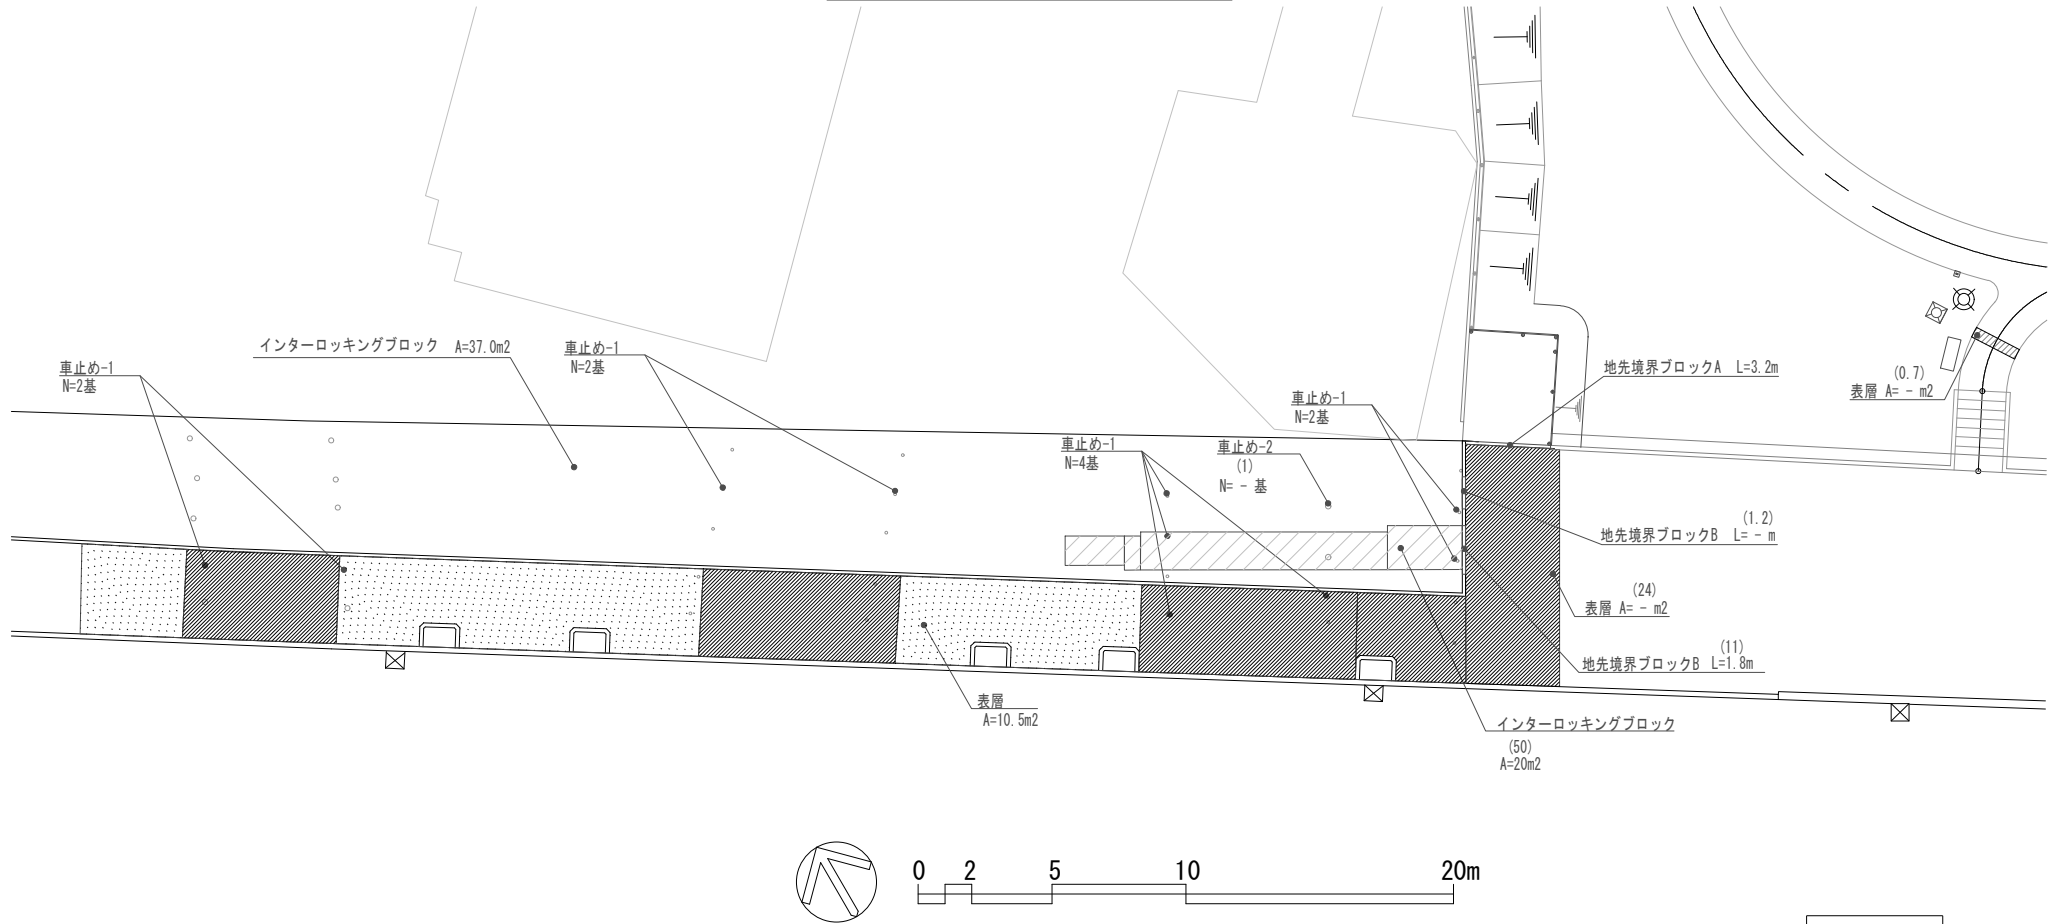 インターロッキングブロック A=37.0m2
車止め-1
N=2基
車止め-1
N=2基
車止め-1
N=2基
車止め-1
N=4基
車止め-2
(1)
N= - 基
地先境界ブロックA L=3.2m
(0.7)
表層 A= - m2
(1.2)
地先境界ブロックB L= - m
(24)
表層 A= - m2
(11)
地先境界ブロックB L=1.8m
表層
A=10.5m2
インターロッキングブロック
(50)
A=20m2
0 2 5 10 20m